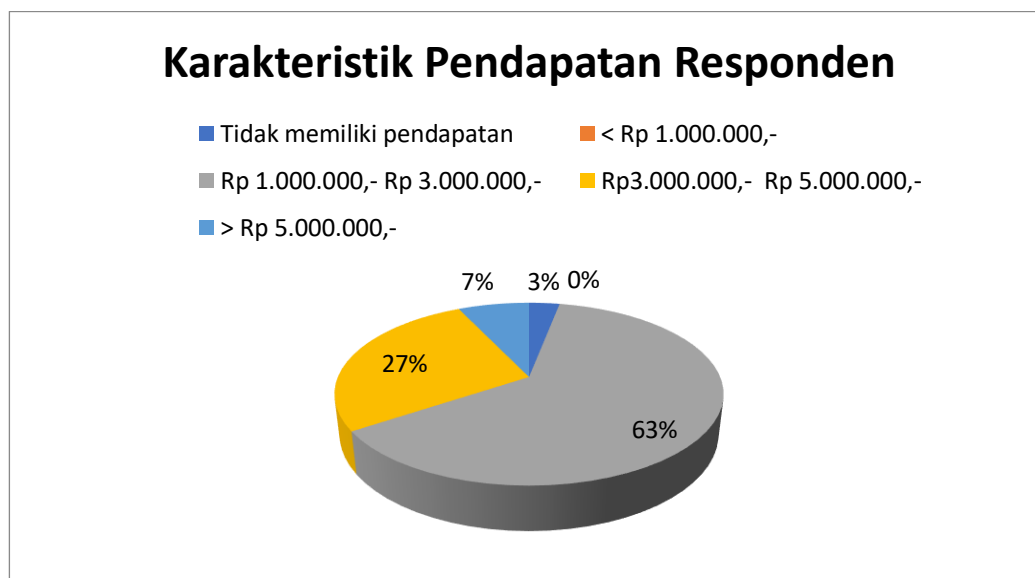 Karakteristik Pendapatan Responden
Tidak memiliki pendapatan
< Rp 1.000.000,-
Rp 1.000.000,- Rp 3.000.000,-
Rp3.000.000,-  Rp 5.000.000,-
> Rp 5.000.000,-
7%
3%
0%
27%
63%